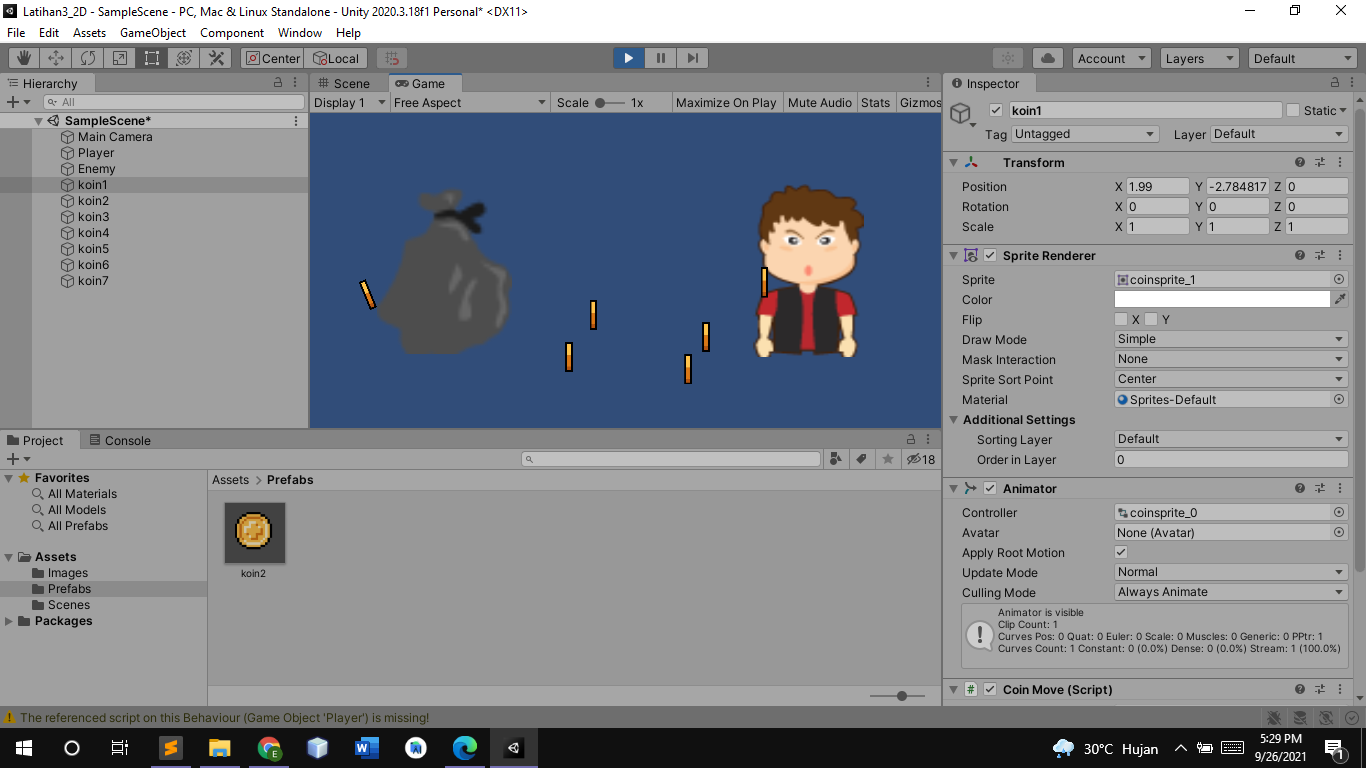 Latihan3_2D - SampleScene - PC, Mac & Linux Standalone - Unity 2020.3.18f1 Personal* <DX11>
File Edit Assets GameObject Component Window Help
Center Local Account Layers Default
Hierarchy
All
SampleScene*
Main Camera
Player
Enemy
koin1
koin2
koin3
koin4
koin5
koin6
koin7
Scene Game
Display 1 Free Aspect Scale 1x Maximize On Play Mute Audio Stats Gizmos
Inspector
koin1 Static
Tag Untagged Layer Default
Transform
Position X 1.99 Y -2.784817 Z 0
Rotation X 0 Y 0 Z 0
Scale X 1 Y 1 Z 1
Sprite Renderer
Sprite coinsprite_1
Color
Flip X Y
Draw Mode Simple
Mask Interaction None
Sprite Sort Point Center
Material Sprites-Default
Additional Settings
Sorting Layer Default
Order in Layer 0
Animator
Controller coinsprite_0
Avatar None (Avatar)
Apply Root Motion
Update Mode Normal
Culling Mode Always Animate
Animator is visible
Clip Count: 1
Curves Pos: 0 Quat: 0 Euler: 0 Scale: 0 Muscles: 0 Generic: 0 PPtr: 1
Curves Count: 1 Constant: 0 (0.0%) Dense: 0 (0.0%) Stream: 1 (100.0%)
# Coin Move (Script)
Project Console
18
Favorites
All Materials
All Models
All Prefabs
Assets
Images
Prefabs
Scenes
Packages
Assets > Prefabs
koin2
The referenced script on this Behaviour (Game Object 'Player') is missing!
30°C Hujan
5:29 PM
9/26/2021
1